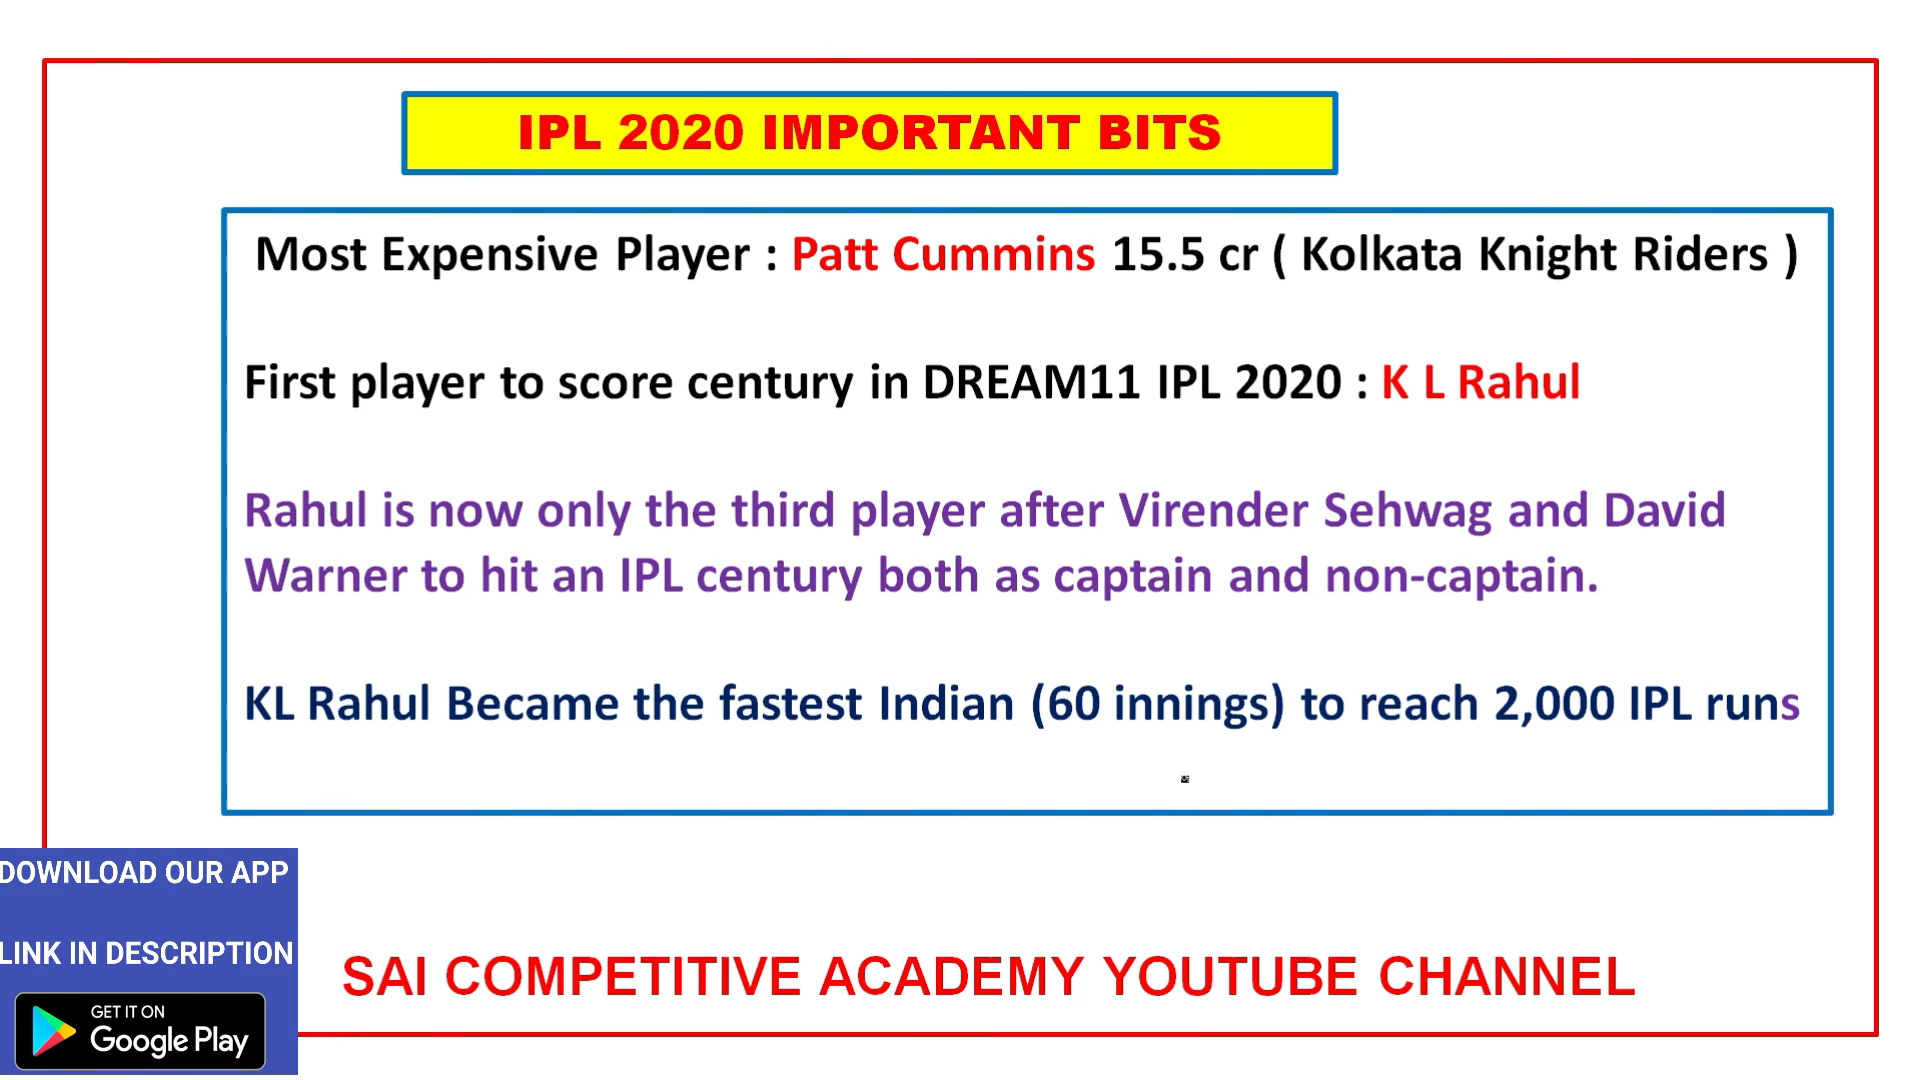 IPL 2020 IMPORTANT BITS
Most Expensive Player : Patt Cummins 15.5 cr ( Kolkata Knight Riders )
First player to score century in DREAM11 IPL 2020 : K L Rahul
Rahul is now only the third player after Virender Sehwag and David
Warner to hit an IPL century both as captain and non-captain.
KL Rahul Became the fastest Indian (60 innings) to reach 2,000 IPL runs
DOWNLOAD OUR APP
LINK IN DESCRIPTION
GET IT ON
Google Play
SAI COMPETITIVE ACADEMY YOUTUBE CHANNEL